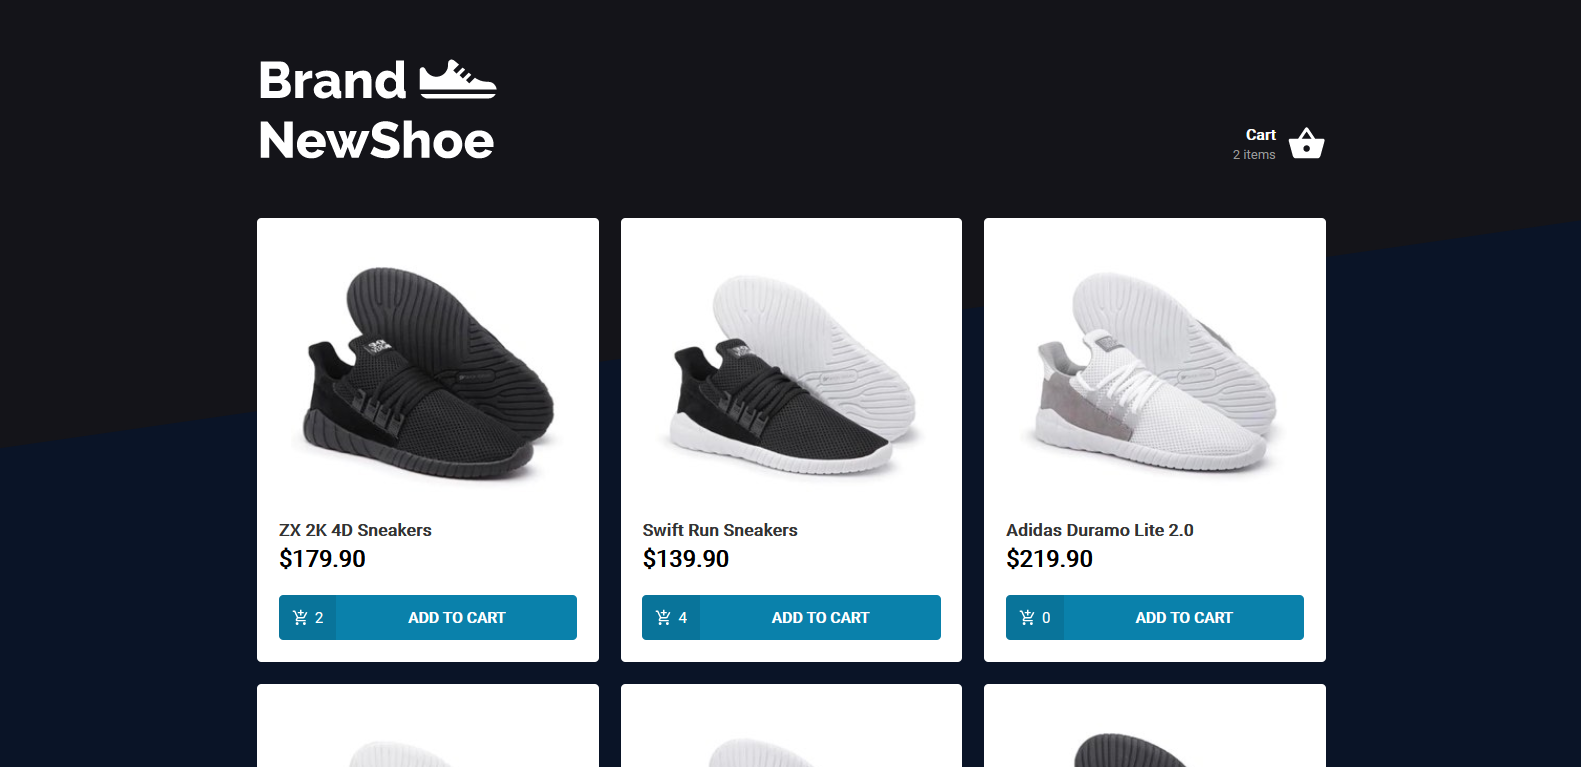 Brand
NewShoe
Cart
2 items
ZX 2K 4D Sneakers
$179.90
2 ADD TO CART
Swift Run Sneakers
$139.90
4 ADD TO CART
Adidas Duramo Lite 2.0
$219.90
0 ADD TO CART